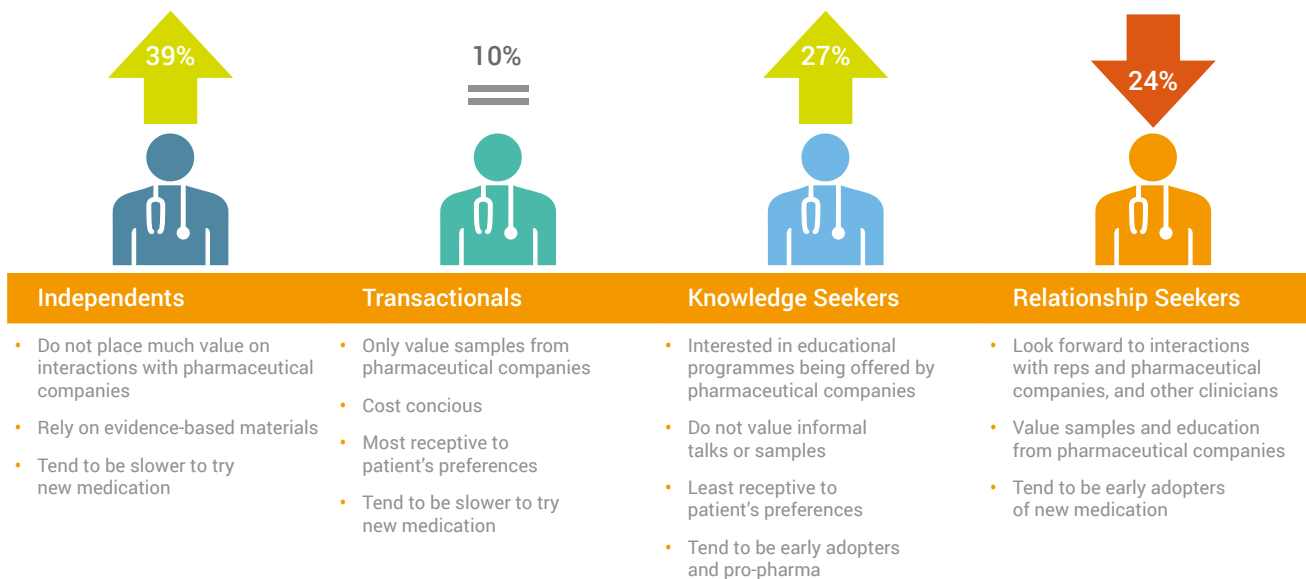 39%
10%
27%
24%
Independents
Transactionals
Knowledge Seekers
Relationship Seekers
• Do not place much value on
interactions with pharmaceutical
companies
• Rely on evidence-based materials
• Tend to be slower to try
new medication
• Only value samples from
pharmaceutical companies
• Cost concious
• Most receptive to
patient's preferences
• Tend to be slower to try
new medication
• Interested in educational
programmes being offered by
pharmaceutical companies
• Do not value informal
talks or samples
• Least receptive to
patient's preferences
• Tend to be early adopters
and pro-pharma
• Look forward to interactions
with reps and pharmaceutical
companies, and other clinicians
• Value samples and education
from pharmaceutical companies
• Tend to be early adopters
of new medication